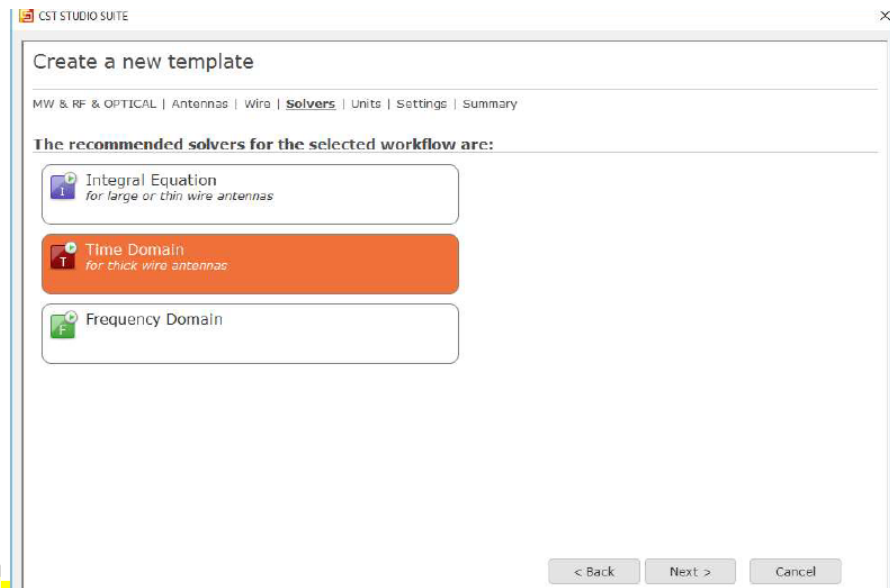 CST STUDIO SUITE
Create a new template
MW & RF & OPTICAL | Antennas | Wire | Solvers | Units | Settings | Summary
The recommended solvers for the selected workflow are:
I
Integral Equation
for large or thin wire antennas
T
Time Domain
for thick wire antennas
F
Frequency Domain
< Back Next > Cancel